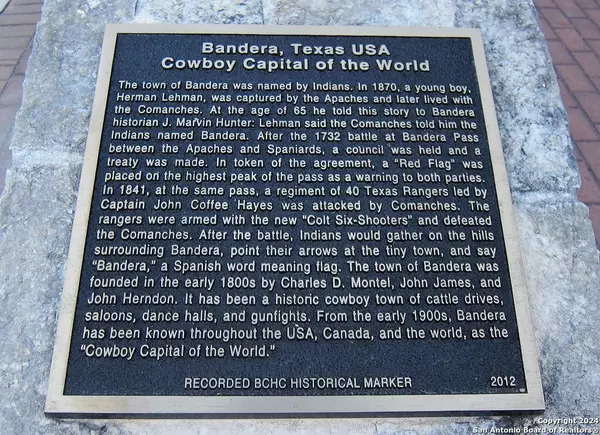 Bandera, Texas USA
Cowboy Capital of the World
The town of Bandera was named by Indians. In 1870, a young boy,
Herman Lehman, was captured by the Apaches and later lived with
the Comanches. At the age of 65 he told this story to Bandera
historian J. Marvin Hunter: Lehman said the Comanches told him the
Indians named Bandera. After the 1732 battle at Bandera Pass
between the Apaches and Spaniards, a council was held and a
treaty was made. In token of the agreement, a "Red Flag" was
placed on the highest peak of the pass as a warning to both parties.
In 1841, at the same pass, a regiment of 40 Texas Rangers led by
Captain John Coffee Hayes was attacked by Comanches. The
rangers were armed with the new "Colt Six-Shooters" and defeated
the Comanches. After the battle, Indians would gather on the hills
surrounding Bandera, point their arrows at the tiny town, and say
"Bandera," a Spanish word meaning flag. The town of Bandera was
founded in the early 1800s by Charles D. Montel, John James, and
John Herndon. It has been a historic cowboy town of cattle drives,
saloons, dance halls, and gunfights. From the early 1900s, Bandera
has been known throughout the USA, Canada, and the world, as the
"Cowboy Capital of the World."
RECORDED BCHC HISTORICAL MARKER 2012
Copyright 2024
San Antonio Board of Realtors®